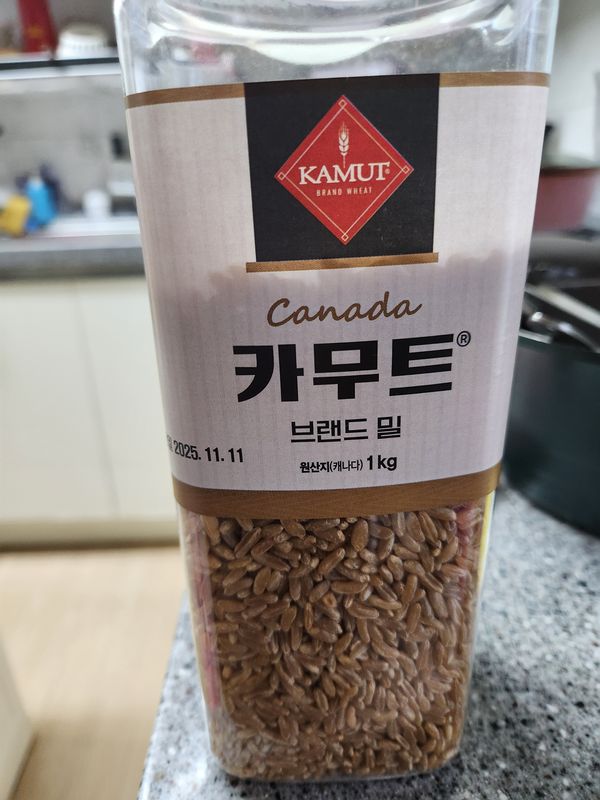 KAMUT®
BRAND WHEAT
Canada
카무트®
브랜드 밀
2025. 11. 11
원산지(캐나다) 1kg